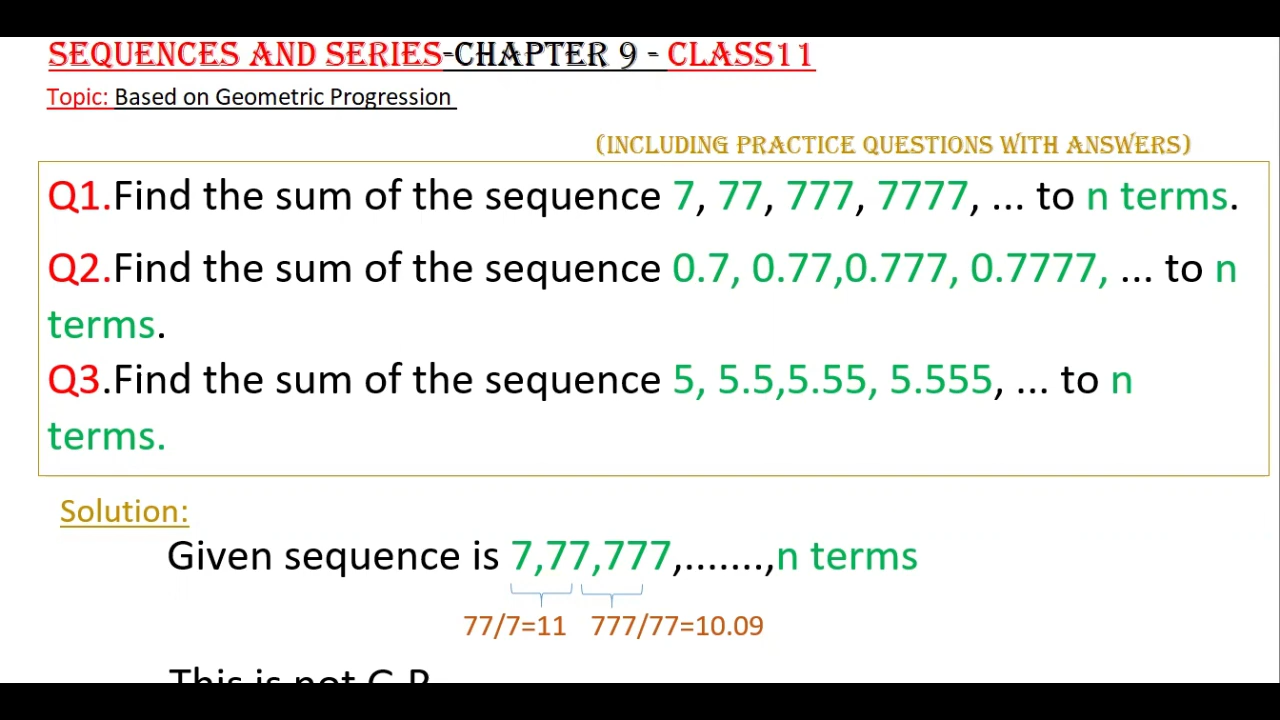 SEQUENCES AND SERIES-CHAPTER 9 - CLASS11
Topic: Based on Geometric Progression
(INCLUDING PRACTICE QUESTIONS WITH ANSWERS)
Q1.Find the sum of the sequence 7, 77, 777, 7777, ... to n terms.
Q2.Find the sum of the sequence 0.7, 0.77,0.777, 0.7777, ... to n
terms.
Q3.Find the sum of the sequence 5, 5.5,5.55, 5.555, ... to n
terms.
Solution:
Given sequence is 7,77,777,.......,n terms
77/7=11 777/77=10.09
This is not G.P